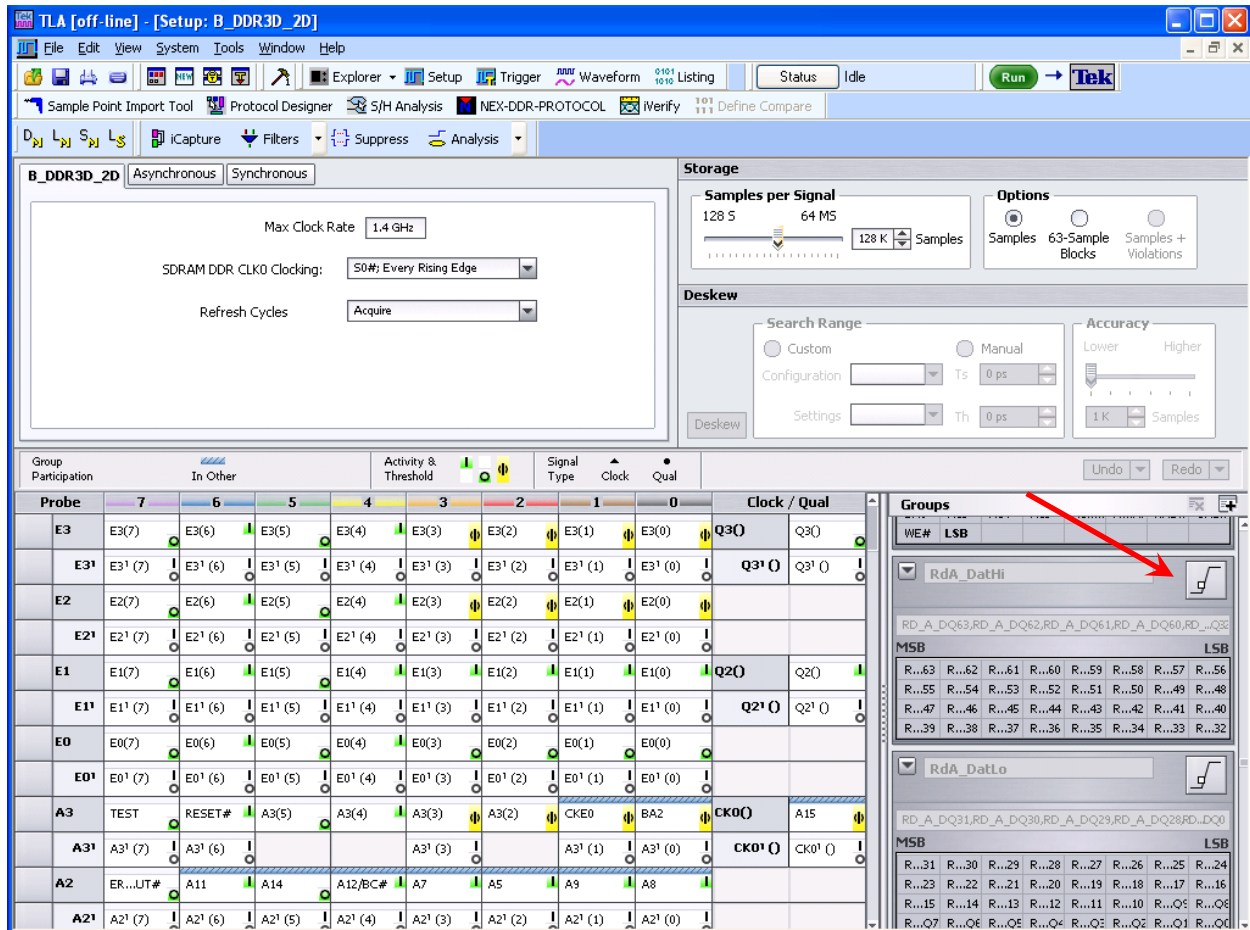 TLA [off-line] - [Setup: B_DDR3D_2D]
File Edit View System Tools Window Help
Explorer Setup Trigger Waveform Listing Status Idle Run Tek
Sample Point Import Tool Protocol Designer S/H Analysis NEX-DDR-PROTOCOL iVerify Define Compare
iCapture Filters Suppress Analysis
B_DDR3D_2D Asynchronous Synchronous
Max Clock Rate 1.4 GHz
SDRAM DDR CLK0 Clocking: S0#; Every Rising Edge
Refresh Cycles Acquire
Storage
Samples per Signal
128 S 64 MS
128 K Samples
Options
Samples 63-Sample Blocks Samples + Violations
Deskew
Search Range
Custom Manual
Configuration Ts 0 ps
Settings Th 0 ps
Accuracy
Lower Higher
1 K Samples
Deskew
Group Participation In Other Activity & Threshold Signal Type Clock Qual Undo Redo
Probe 7 6 5 4 3 2 1 0 Clock / Qual
E3 E3(7) E3(6) E3(5) E3(4) E3(3) E3(2) E3(1) E3(0) Q3() Q3()
E3¹ E3¹ (7) E3¹ (6) E3¹ (5) E3¹ (4) E3¹ (3) E3¹ (2) E3¹ (1) E3¹ (0) Q3¹ () Q3¹ ()
E2 E2(7) E2(6) E2(5) E2(4) E2(3) E2(2) E2(1) E2(0)
E2¹ E2¹ (7) E2¹ (6) E2¹ (5) E2¹ (4) E2¹ (3) E2¹ (2) E2¹ (1) E2¹ (0)
E1 E1(7) E1(6) E1(5) E1(4) E1(3) E1(2) E1(1) E1(0) Q2() Q2()
E1¹ E1¹ (7) E1¹ (6) E1¹ (5) E1¹ (4) E1¹ (3) E1¹ (2) E1¹ (1) E1¹ (0) Q2¹ () Q2¹ ()
E0 E0(7) E0(6) E0(5) E0(4) E0(3) E0(2) E0(1) E0(0)
E0¹ E0¹ (7) E0¹ (6) E0¹ (5) E0¹ (4) E0¹ (3) E0¹ (2) E0¹ (1) E0¹ (0)
A3 TEST RESET# A3(5) A3(4) A3(3) A3(2) CKE0 BA2 CK0() A15
A3¹ A3¹ (7) A3¹ (6) A3¹ (3) A3¹ (1) A3¹ (0) CK0¹ () CK0¹ ()
A2 ER...UT# A11 A14 A12/BC# A7 A5 A9 A8
A2¹ A2¹ (7) A2¹ (6) A2¹ (5) A2¹ (4) A2¹ (3) A2¹ (2) A2¹ (1) A2¹ (0)
Groups
WE# LSB
RdA_DatHi
RD_A_DQ63,RD_A_DQ62,RD_A_DQ61,RD_A_DQ60,RD_...Q32
MSB LSB
R...63 R...62 R...61 R...60 R...59 R...58 R...57 R...56
R...55 R...54 R...53 R...52 R...51 R...50 R...49 R...48
R...47 R...46 R...45 R...44 R...43 R...42 R...41 R...40
R...39 R...38 R...37 R...36 R...35 R...34 R...33 R...32
RdA_DatLo
RD_A_DQ31,RD_A_DQ30,RD_A_DQ29,RD_A_DQ28,RD...DQ0
MSB LSB
R...31 R...30 R...29 R...28 R...27 R...26 R...25 R...24
R...23 R...22 R...21 R...20 R...19 R...18 R...17 R...16
R...15 R...14 R...13 R...12 R...11 R...10 R...Q9 R...Q8
R...Q7 R...Q6 R...Q5 R...Q4 R...Q3 R...Q2 R...Q1 R...Q0